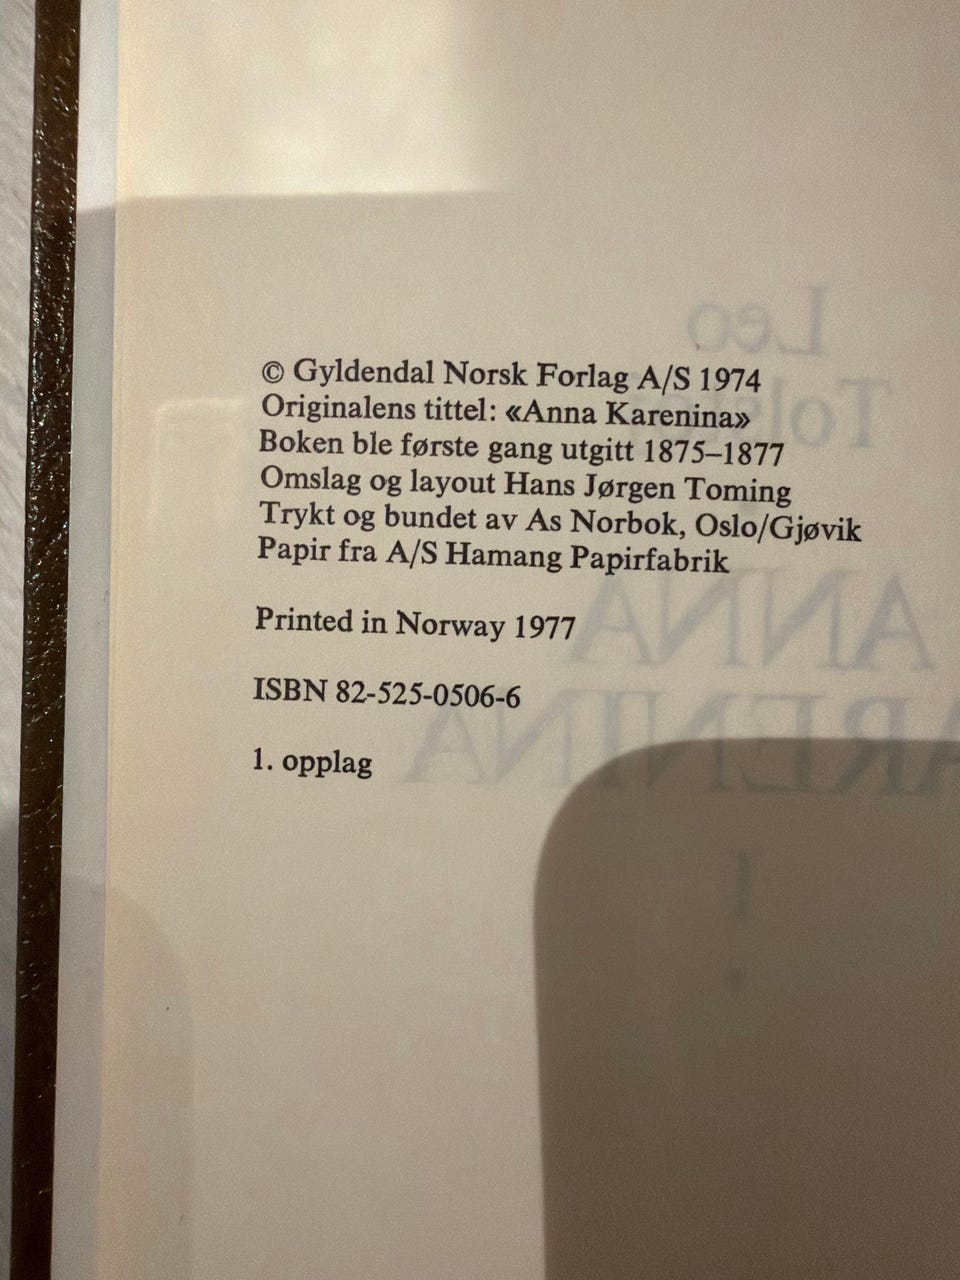 © Gyldendal Norsk Forlag A/S 1974
Originalens tittel: «Anna Karenina»
Boken ble første gang utgitt 1875–1877
Omslag og layout Hans Jørgen Toming
Trykt og bundet av As Norbok, Oslo/Gjøvik
Papir fra A/S Hamang Papirfabrik
Printed in Norway 1977
ISBN 82-525-0506-6
1. opplag
Leo
ANNA
I